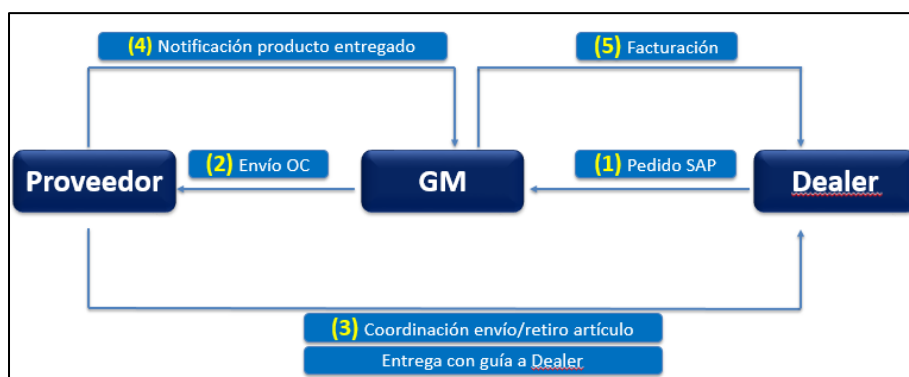 (4) Notificación producto entregado
(5) Facturación
Proveedor
(2) Envío OC
GM
(1) Pedido SAP
Dealer
(3) Coordinación envío/retiro artículo
Entrega con guía a Dealer